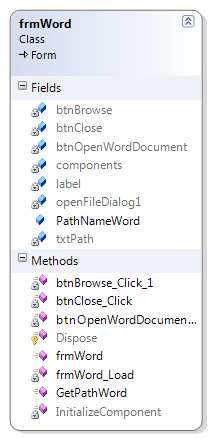 frmWord
Class
Form
Fields
btnBrowse
btnClose
btnOpenWordDocument
components
label
openFileDialog1
PathNameWord
txtPath
Methods
btnBrowse_Click_1
btnClose_Click
btnOpenWordDocumen...
Dispose
frmWord
frmWord_Load
GetPathWord
InitializeComponent